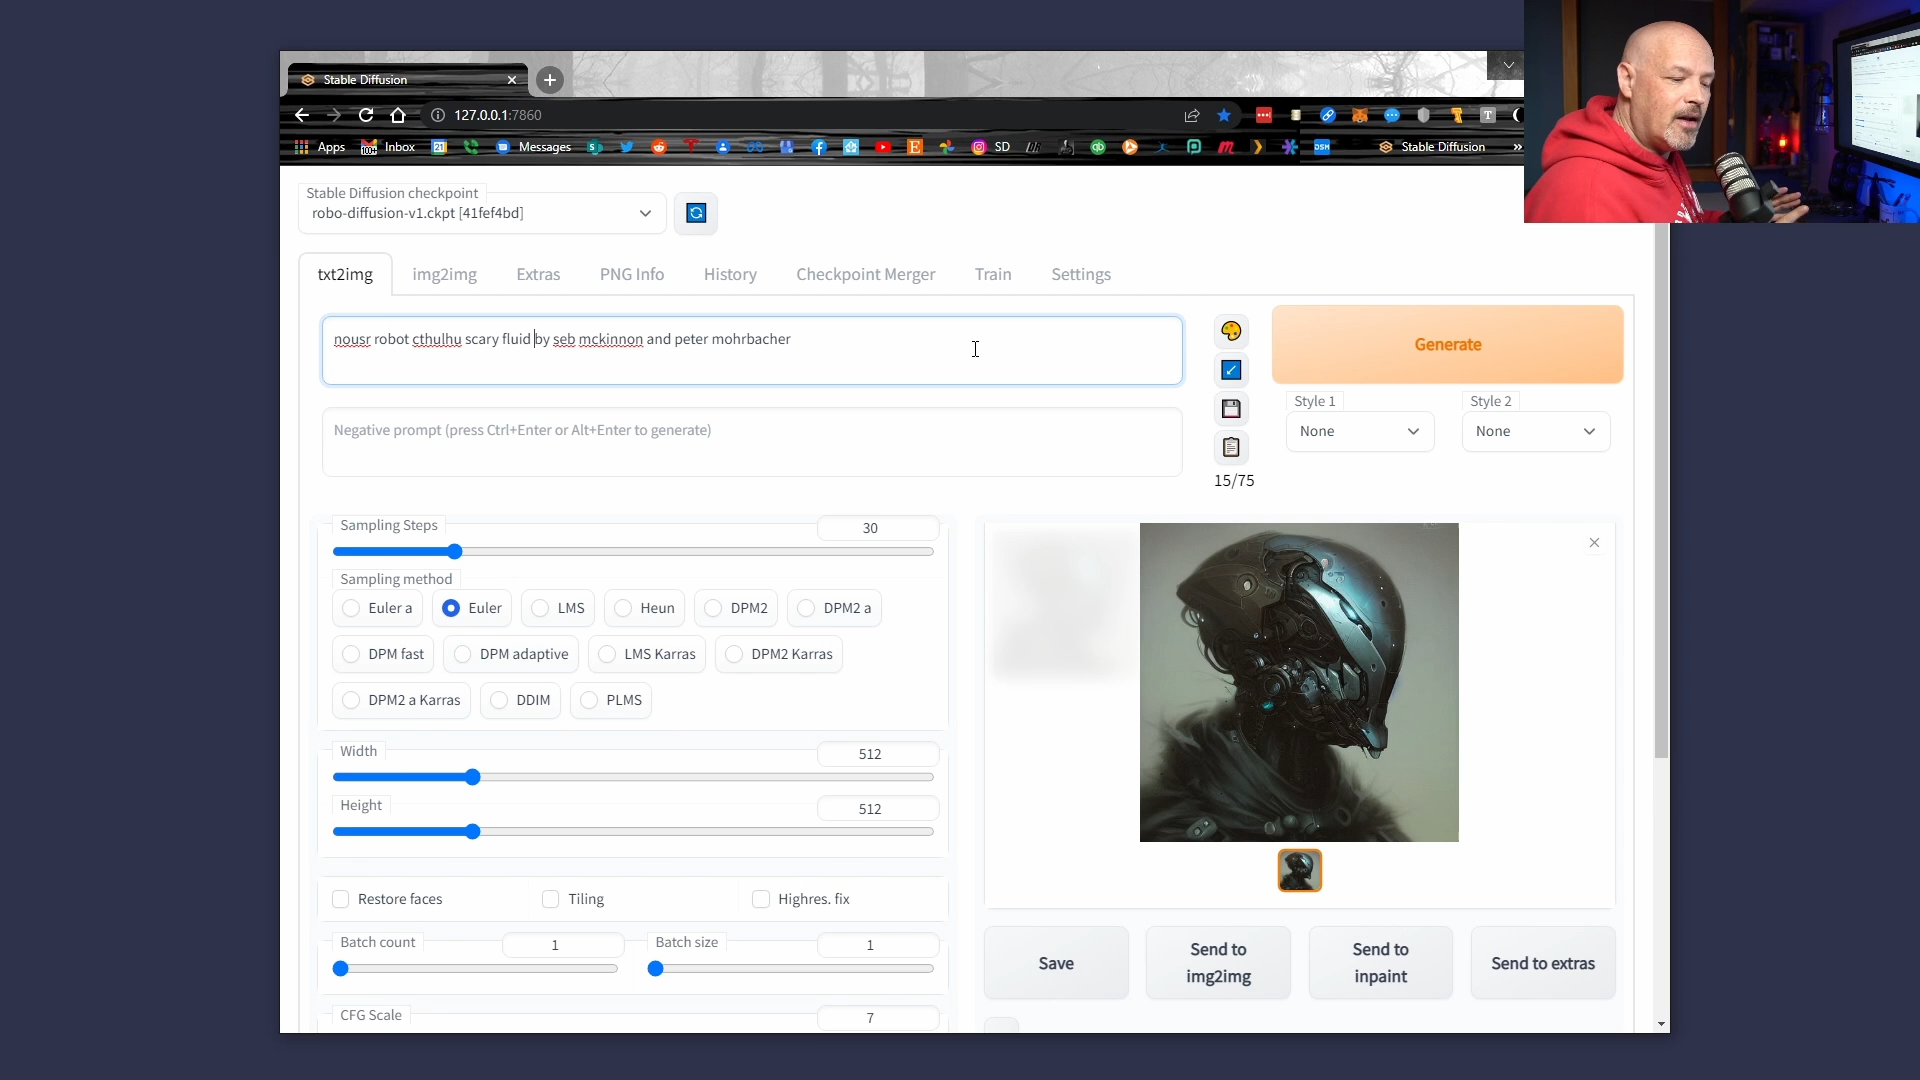 Stable Diffusion
127.0.0.1:7860
Apps
100+
Inbox
21
Messages
SD
DSM
Stable Diffusion
»
Stable Diffusion checkpoint
robo-diffusion-v1.ckpt [41fef4bd]
txt2img
img2img
Extras
PNG Info
History
Checkpoint Merger
Train
Settings
nousr robot cthulhu scary fluid by seb mckinnon and peter mohrbacher
Generate
Style 1
Style 2
None
None
Negative prompt (press Ctrl+Enter or Alt+Enter to generate)
15/75
Sampling Steps
30
Sampling method
Euler a
Euler
LMS
Heun
DPM2
DPM2 a
DPM fast
DPM adaptive
LMS Karras
DPM2 Karras
DPM2 a Karras
DDIM
PLMS
Width
512
Height
512
Restore faces
Tiling
Highres. fix
Batch count
1
Batch size
1
CFG Scale
7
Save
Send to
img2img
Send to
inpaint
Send to extras